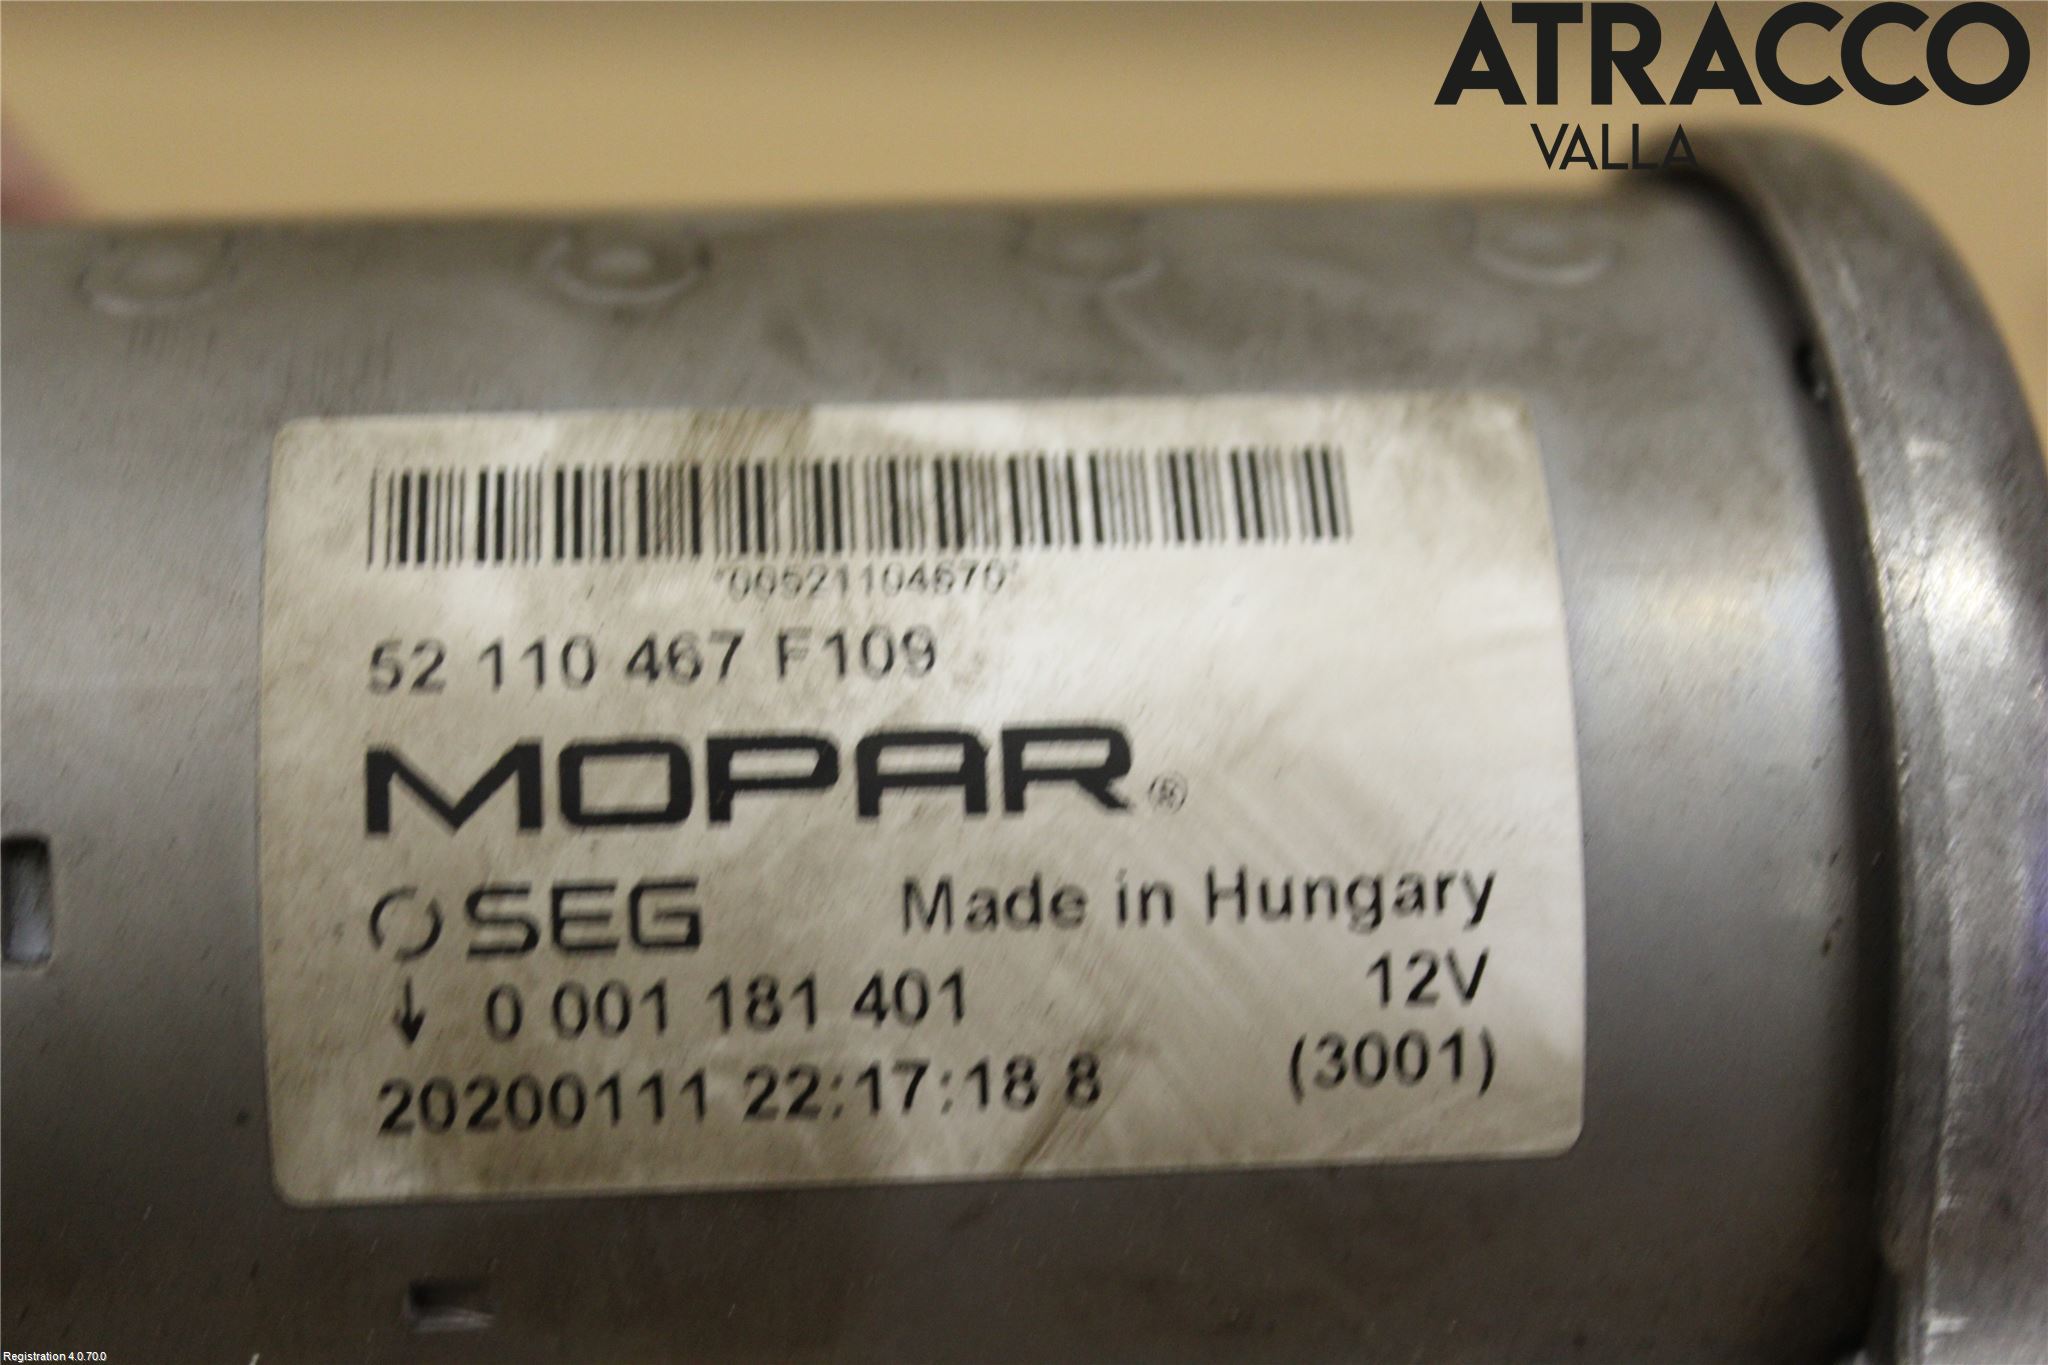 ATRACCO
VALLA
*00521104670*
52 110 467 F109
MOPAR®
SEG Made in Hungary
↓ 0 001 181 401 12V
20200111 22:17:18 8 (3001)
Registration 4.0.70.0